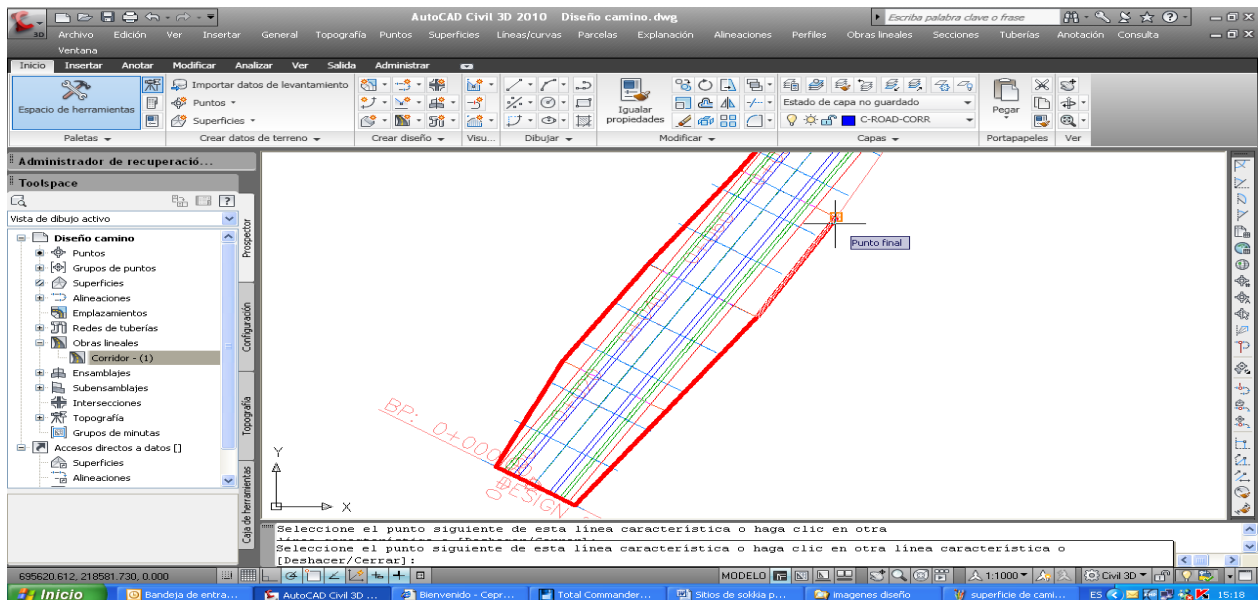 AutoCAD Civil 3D 2010 Diseño camino.dwg
Escriba palabra clave o frase
3D
Archivo Edición Ver Insertar General Topografía Puntos Superficies Líneas/curvas Parcelas Explanación Alineaciones Perfiles Obras lineales Secciones Tuberías Anotación Consulta
Ventana
Inicio Insertar Anotar Modificar Analizar Ver Salida Administrar
Espacio de herramientas
Importar datos de levantamiento
Puntos
Superficies
Igualar propiedades
Estado de capa no guardado
C-ROAD-CORR
Pegar
Paletas Crear datos de terreno Crear diseño Visu... Dibujar Modificar Capas Portapapeles Ver
Administrador de recuperació...
Toolspace
Vista de dibujo activo
Diseño camino
Puntos
Grupos de puntos
Superficies
Alineaciones
Emplazamientos
Redes de tuberías
Obras lineales
Corridor - (1)
Ensamblajes
Subensamblajes
Intersecciones
Topografía
Grupos de minutas
Accesos directos a datos []
Superficies
Alineaciones
Prospector
Configuración
Topografía
Caja de herramientas
Punto final
BP: 0+000
DESIGN
Y
X
Seleccione el punto siguiente de esta línea característica o haga clic en otra
línea característica o [Deshacer/Cerrar]:
Seleccione el punto siguiente de esta línea característica o haga clic en otra línea característica o
[Deshacer/Cerrar]:
695620.612, 218581.730, 0.000
MODELO
1:1000
Civil 3D
Inicio
Bandeja de entra...
AutoCAD Civil 3D ...
Bienvenido - Cepr...
Total Commander...
Sitios de sokkia p...
imagenes diseño
superficie de cami...
ES
15:18